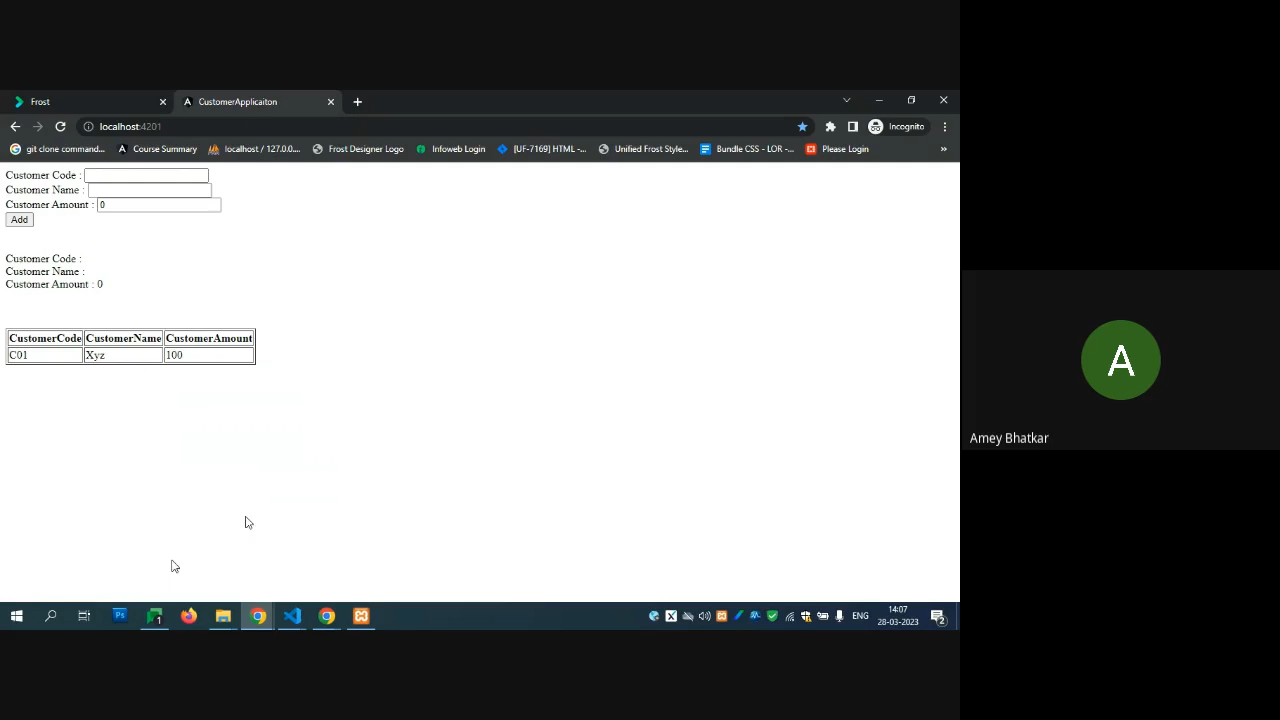 Frost
CustomerApplicaiton
localhost:4201
Incognito
git clone command...
Course Summary
localhost / 127.0.0....
Frost Designer Logo
Infoweb Login
[UF-7169] HTML -...
Unified Frost Style...
Bundle CSS - LOR -...
Please Login
»
Customer Code :
Customer Name :
Customer Amount : 0
Add
Customer Code :
Customer Name :
Customer Amount : 0
CustomerCode CustomerName CustomerAmount
C01 Xyz 100
A
Amey Bhatkar
Ps
1
X
ENG
14:07
28-03-2023
2